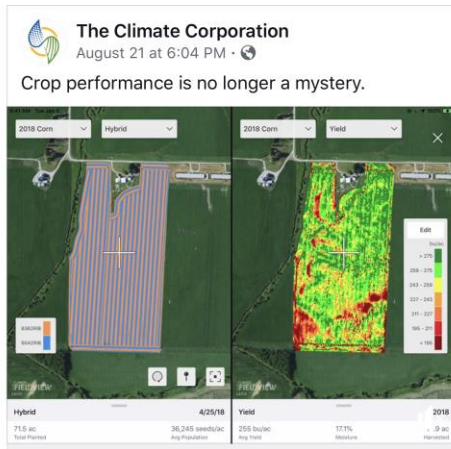 The Climate Corporation
August 21 at 6:04 PM ·
Crop performance is no longer a mystery.
2018 Corn
Hybrid
2018 Corn
Yield
Edit
bu/ac
> 275
259 - 275
243 - 259
227 - 243
211 - 227
195 - 211
< 195
FIELDVIEW
FIELDVIEW
Hybrid
4/25/18
71.5 ac
36,245 seeds/ac
Total Planted
Avg Population
Yield
2018
255 bu/ac
17.1%
Avg Yield
Moisture
Harvested